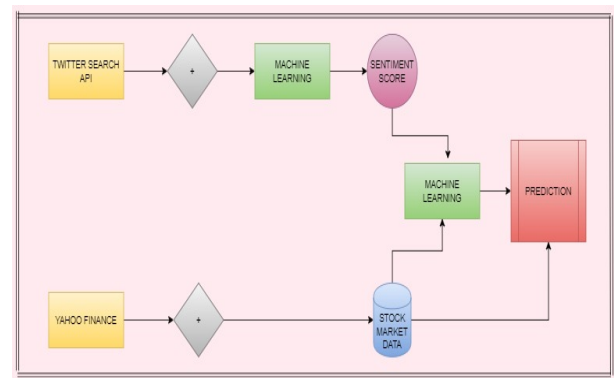 TWITTER SEARCH
API
+
MACHINE
LEARNING
SENTIMENT
SCORE
MACHINE
LEARNING
PREDICTION
YAHOO FINANCE
+
STOCK
MARKET
DATA